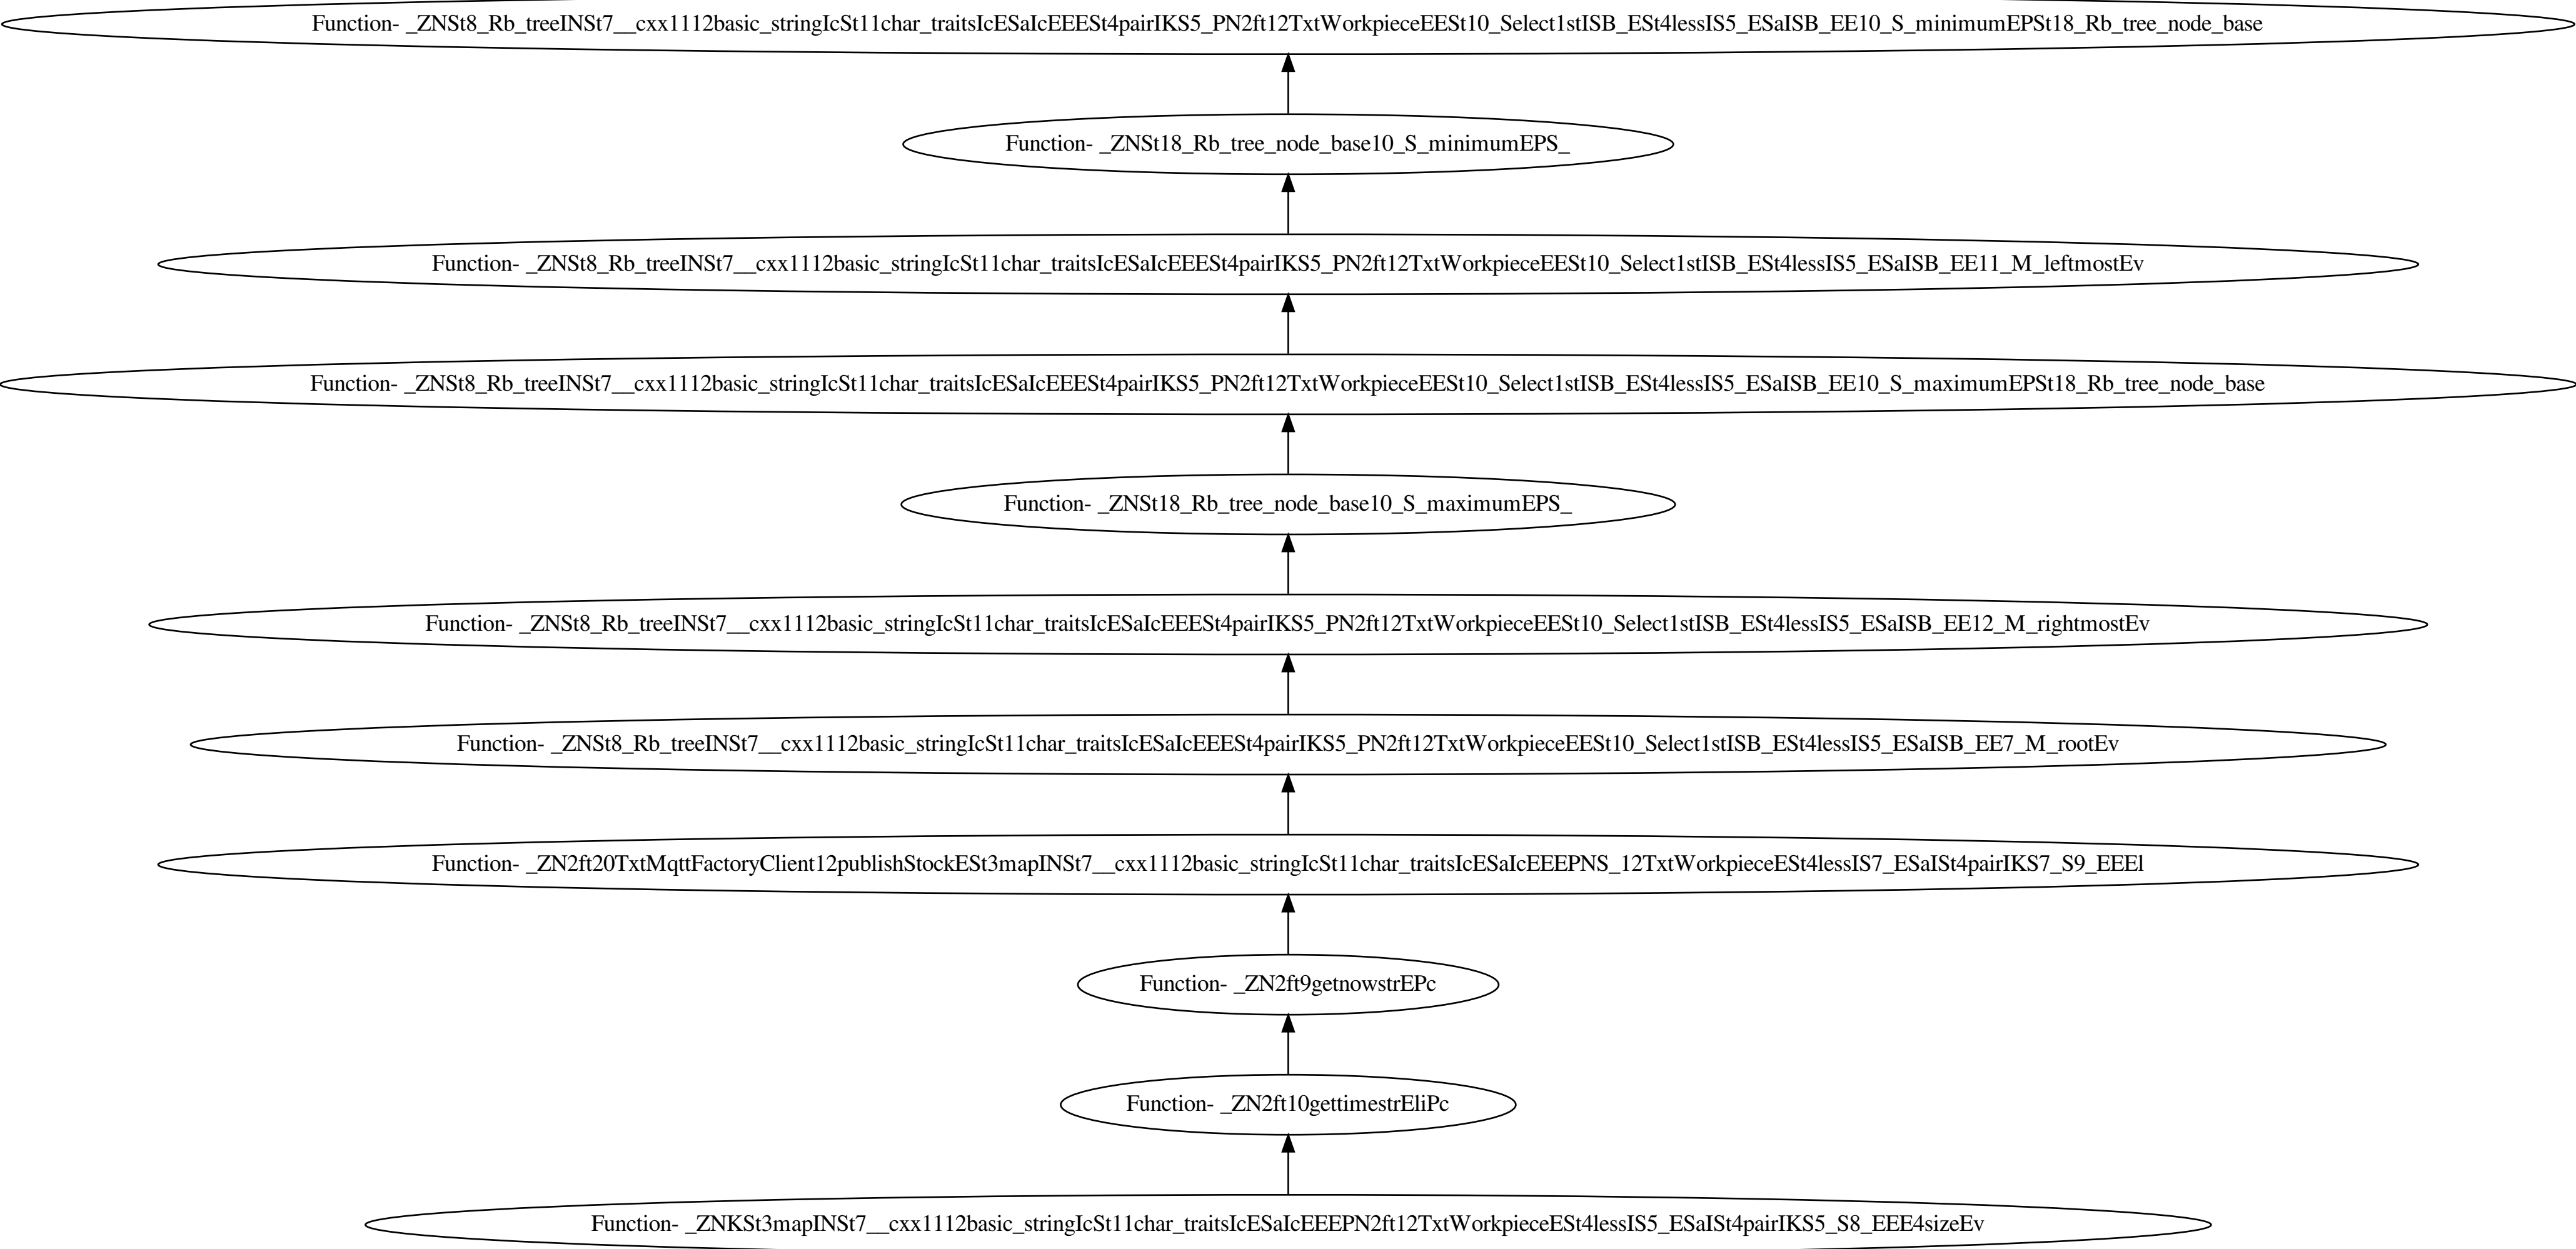 Function- _ZNSt8_Rb_treeINSt7__cxx1112basic_stringIcSt11char_traitsIcESaIcEEESt4pairIKS5_PN2ft12TxtWorkpieceEESt10_Select1stISB_ESt4lessIS5_ESaISB_EE10_S_minimumEPSt18_Rb_tree_node_base
Function- _ZNSt18_Rb_tree_node_base10_S_minimumEPS_
Function- _ZNSt8_Rb_treeINSt7__cxx1112basic_stringIcSt11char_traitsIcESaIcEEESt4pairIKS5_PN2ft12TxtWorkpieceEESt10_Select1stISB_ESt4lessIS5_ESaISB_EE11_M_leftmostEv
Function- _ZNSt8_Rb_treeINSt7__cxx1112basic_stringIcSt11char_traitsIcESaIcEEESt4pairIKS5_PN2ft12TxtWorkpieceEESt10_Select1stISB_ESt4lessIS5_ESaISB_EE10_S_maximumEPSt18_Rb_tree_node_base
Function- _ZNSt18_Rb_tree_node_base10_S_maximumEPS_
Function- _ZNSt8_Rb_treeINSt7__cxx1112basic_stringIcSt11char_traitsIcESaIcEEESt4pairIKS5_PN2ft12TxtWorkpieceEESt10_Select1stISB_ESt4lessIS5_ESaISB_EE12_M_rightmostEv
Function- _ZNSt8_Rb_treeINSt7__cxx1112basic_stringIcSt11char_traitsIcESaIcEEESt4pairIKS5_PN2ft12TxtWorkpieceEESt10_Select1stISB_ESt4lessIS5_ESaISB_EE7_M_rootEv
Function- _ZN2ft20TxtMqttFactoryClient12publishStockESt3mapINSt7__cxx1112basic_stringIcSt11char_traitsIcESaIcEEEPNS_12TxtWorkpieceESt4lessIS7_ESaISt4pairIKS7_S9_EEEl
Function- _ZN2ft9getnowstrEPc
Function- _ZN2ft10gettimestrEliPc
Function- _ZNKSt3mapINSt7__cxx1112basic_stringIcSt11char_traitsIcESaIcEEEPN2ft12TxtWorkpieceESt4lessIS5_ESaISt4pairIKS5_S8_EEE4sizeEv